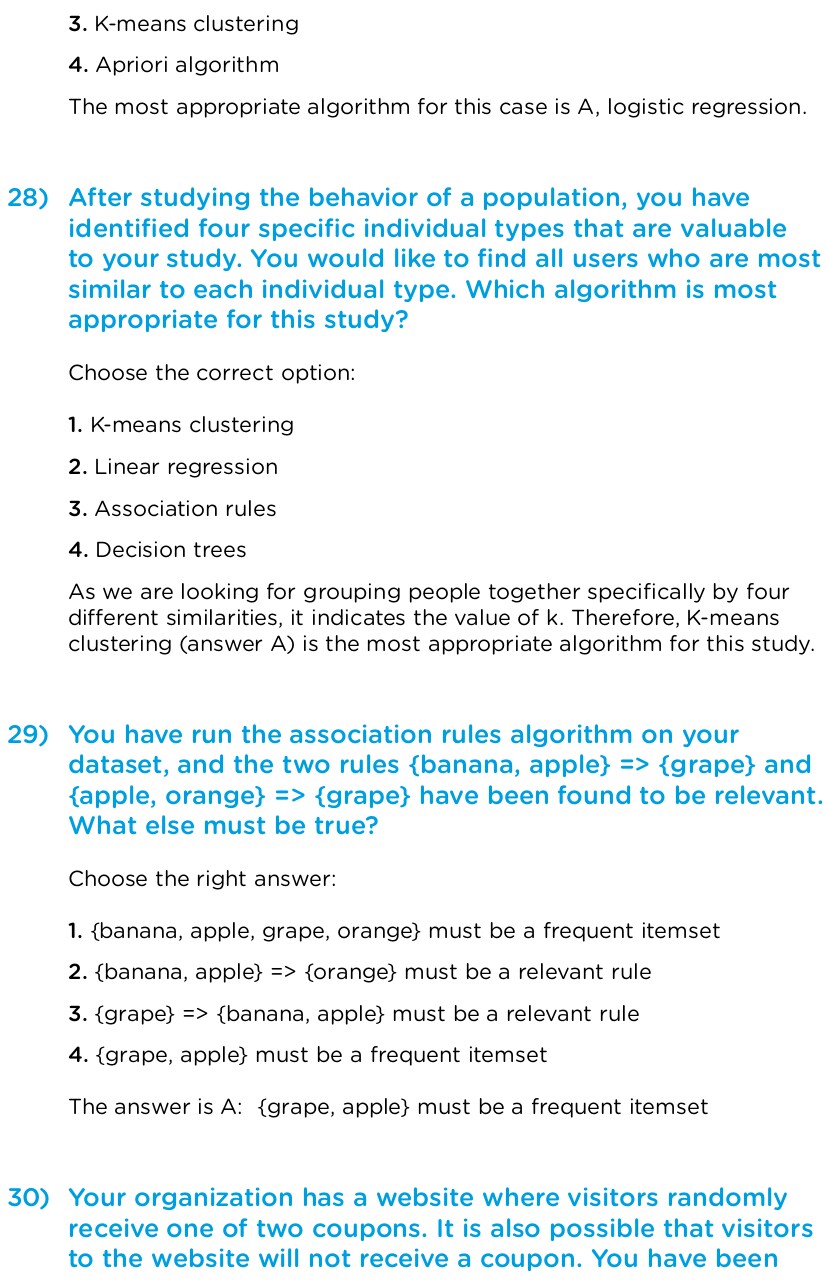 3. K-means clustering
4. Apriori algorithm
The most appropriate algorithm for this case is A, logistic regression.
28) After studying the behavior of a population, you have
identified four specific individual types that are valuable
to your study. You would like to find all users who are most
similar to each individual type. Which algorithm is most
appropriate for this study?
Choose the correct option:
1. K-means clustering
2. Linear regression
3. Association rules
4. Decision trees
As we are looking for grouping people together specifically by four
different similarities, it indicates the value of k. Therefore, K-means
clustering (answer A) is the most appropriate algorithm for this study.
29) You have run the association rules algorithm on your
dataset, and the two rules {banana, apple} => {grape} and
{apple, orange} => {grape} have been found to be relevant.
What else must be true?
Choose the right answer:
1. {banana, apple, grape, orange} must be a frequent itemset
2. {banana, apple} => {orange} must be a relevant rule
3. {grape} => {banana, apple} must be a relevant rule
4. {grape, apple} must be a frequent itemset
The answer is A: {grape, apple} must be a frequent itemset
30) Your organization has a website where visitors randomly
receive one of two coupons. It is also possible that visitors
to the website will not receive a coupon. You have been